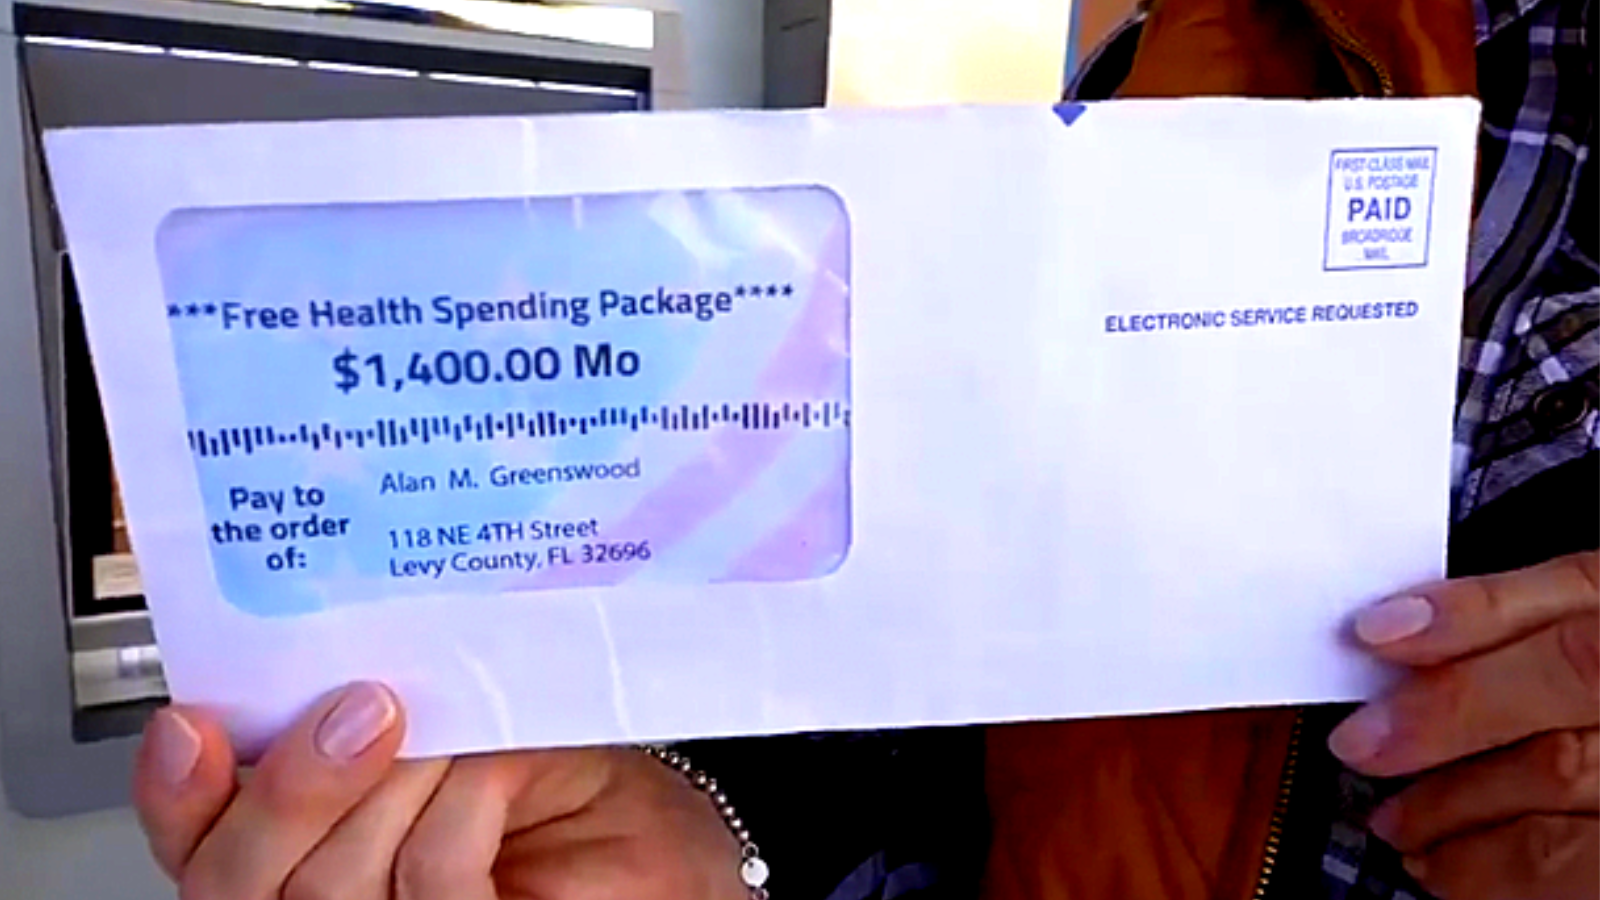 ***Free Health Spending Package****
$1,400.00 Mo
Pay to
the order
of:
Alan M. Greenswood
118 NE 4TH Street
Levy County, FL 32696
FIRST-CLASS MAIL
U.S. POSTAGE
PAID
BROADRIDGE
MAIL
ELECTRONIC SERVICE REQUESTED